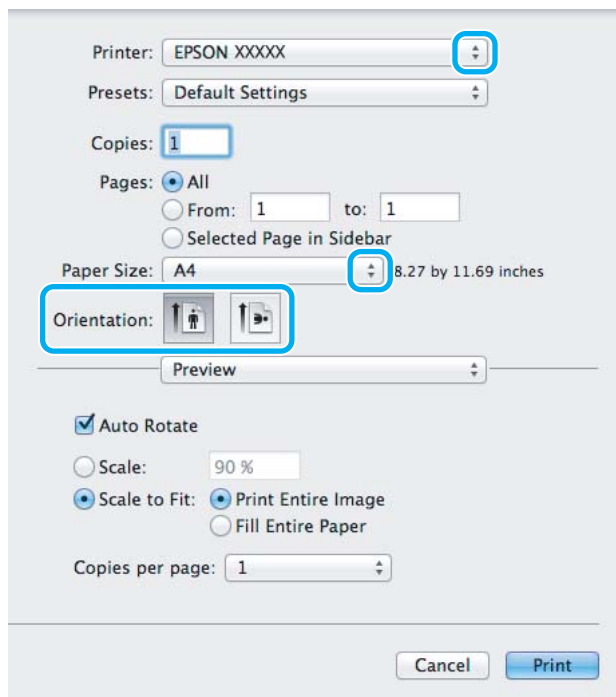 Printer: EPSON XXXXX
Presets: Default Settings
Copies: 1
Pages: All
From: 1 to: 1
Selected Page in Sidebar
Paper Size: A4 8.27 by 11.69 inches
Orientation:
Preview
Auto Rotate
Scale: 90 %
Scale to Fit: Print Entire Image
Fill Entire Paper
Copies per page: 1
Cancel Print